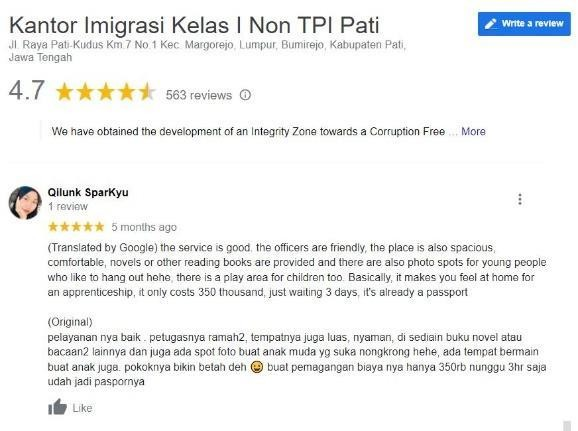 Kantor Imigrasi Kelas I Non TPI Pati
Write a review
Jl. Raya Pati-Kudus Km.7 No.1 Kec. Margorejo, Lumpur, Bumirejo, Kabupaten Pati,
Jawa Tengah
4.7
563 reviews
We have obtained the development of an Integrity Zone towards a Corruption Free ... More
Qilunk SparKyu
1 review
5 months ago
(Translated by Google) the service is good. the officers are friendly, the place is also spacious,
comfortable, novels or other reading books are provided and there are also photo spots for young people
who like to hang out hehe, there is a play area for children too. Basically, it makes you feel at home for
an apprenticeship, it only costs 350 thousand, just waiting 3 days, it's already a passport
(Original)
pelayanan nya baik . petugasnya ramah2, tempatnya juga luas, nyaman, di sediain buku novel atau
bacaan2 lainnya dan juga ada spot foto buat anak muda yg suka nongkrong hehe, ada tempat bermain
buat anak juga. pokoknya bikin betah deh 😜 buat pemagangan biaya nya hanya 350rb nunggu 3hr saja
udah jadi paspornya
Like